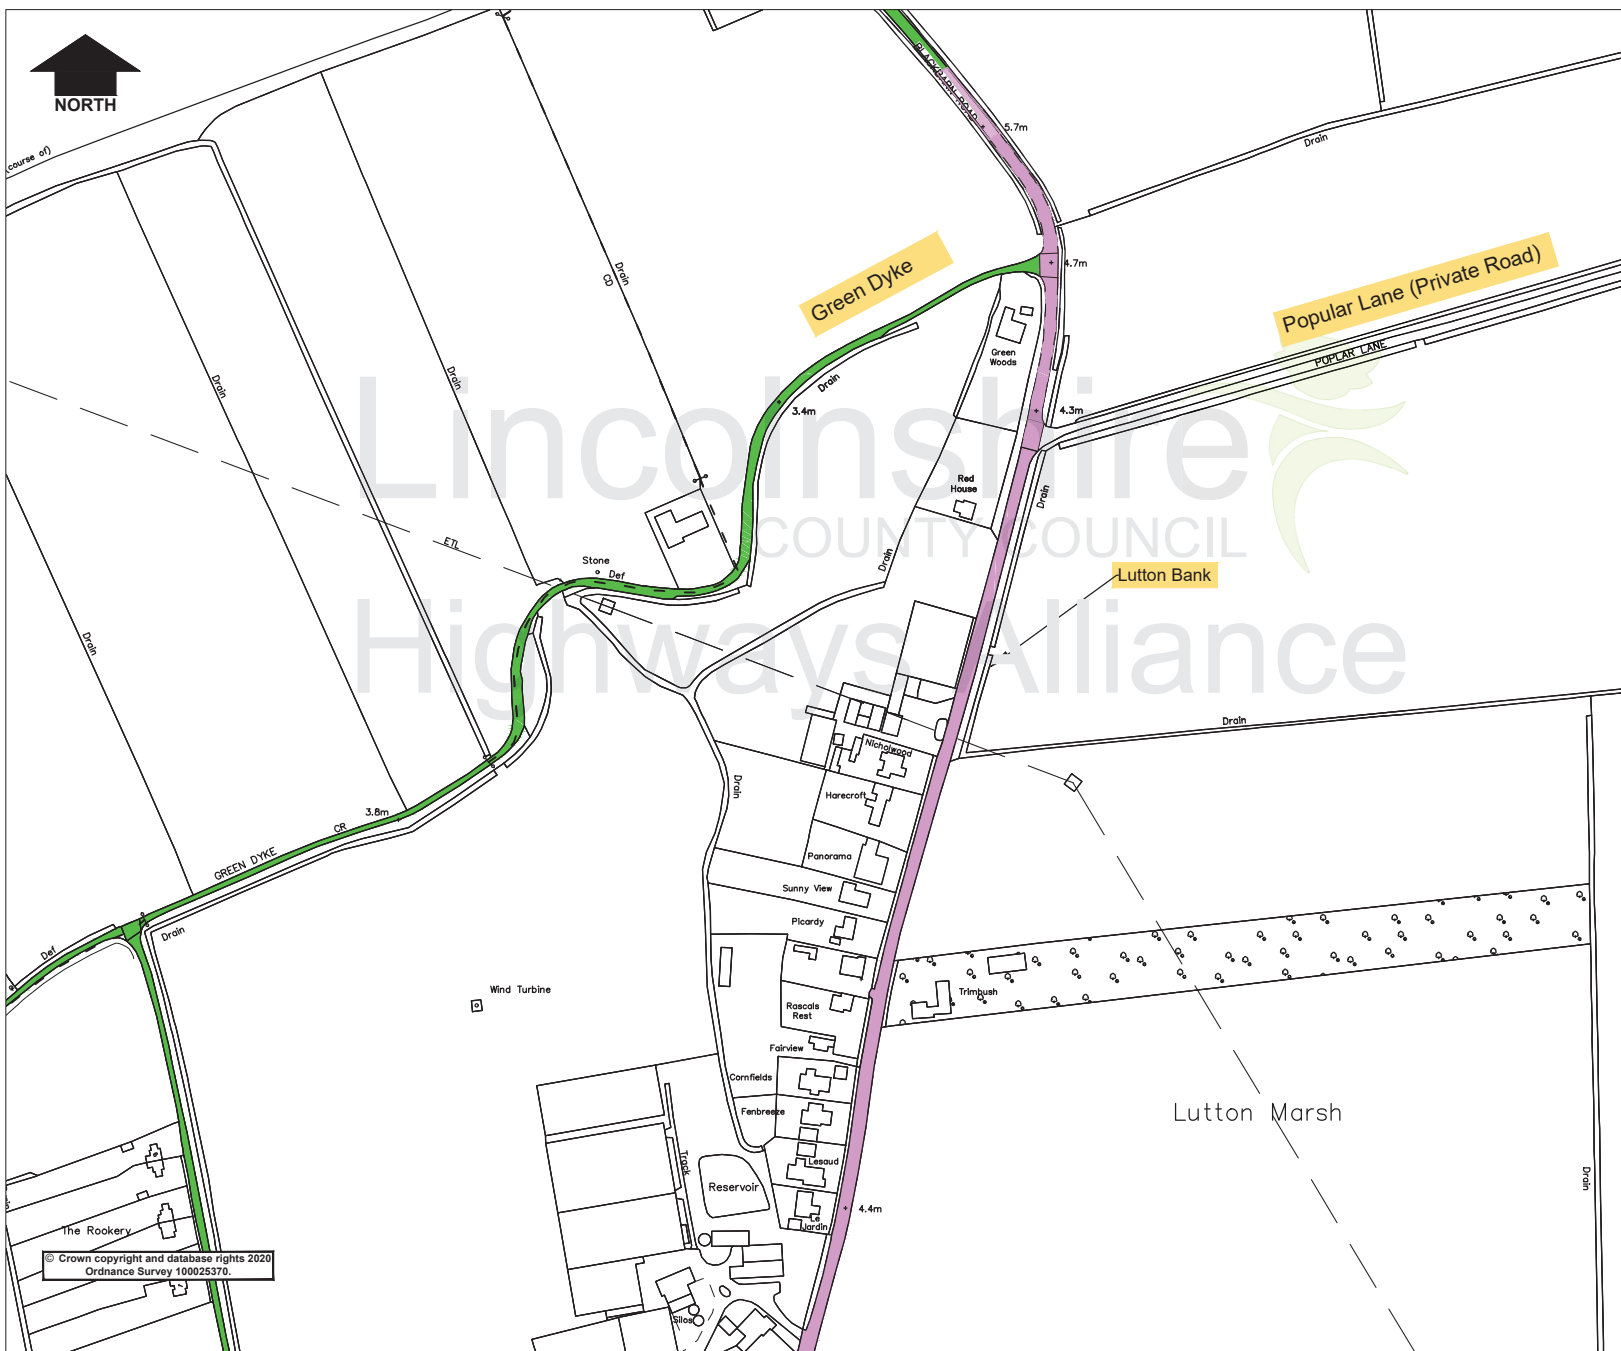 NORTH
(course of)
BLACKBARN ROAD
5.7m
Drain
Drain
CD
4.7m
Green Dyke
Popular Lane (Private Road)
POPLAR LANE
Green
Woods
Drain
Drain
Drain
3.4m
4.3m
Lincolnshire
COUNTY COUNCIL
Highways Alliance
Red
House
Drain
ETL
Stone
Def
Drain
Lutton Bank
Drain
Drain
Nicholwood
Drain
Harecroft
3.8m
CR
GREEN DYKE
Panorama
Sunny View
Picardy
Drain
Def
Wind Turbine
Trimbush
Rascals
Rest
Fairview
Cornfields
Fenbreeze
Lutton Marsh
Lesaud
Track
Drain
Reservoir
Le
Jardin
4.4m
The Rookery
© Crown copyright and database rights 2020
Ordnance Survey 100025370.
Silos